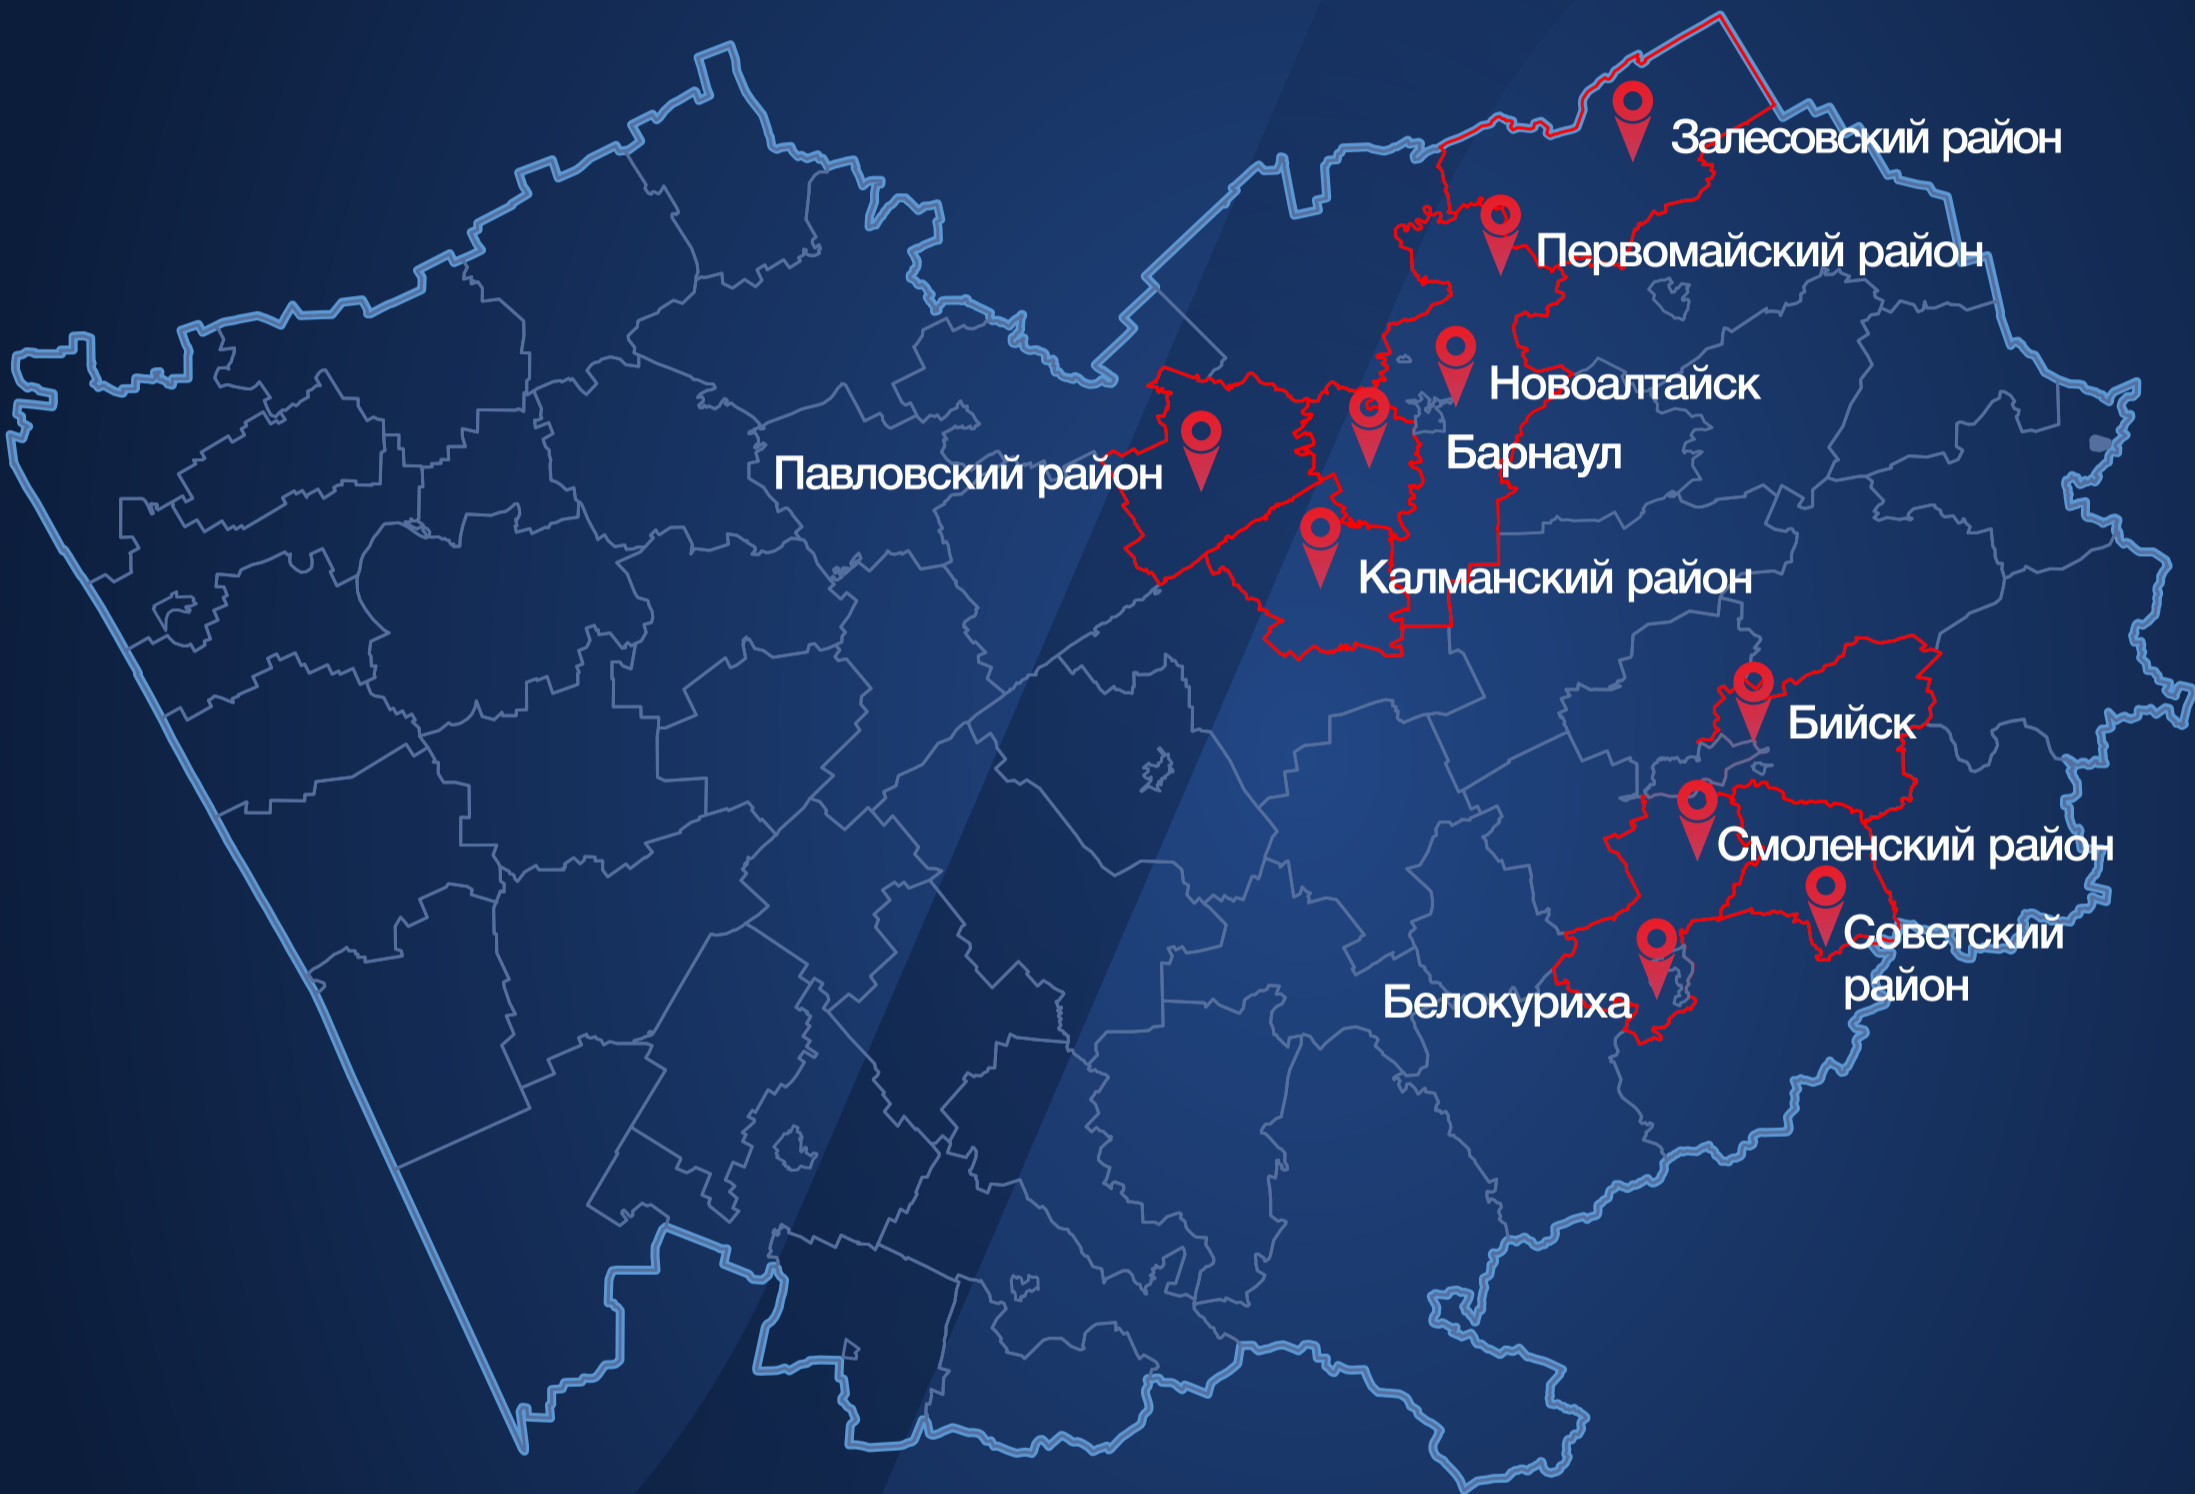 Залесовский район
Первомайский район
Новоалтайск
Барнаул
Павловский район
Калманский район
Бийск
Смоленский район
Советский
район
Белокуриха